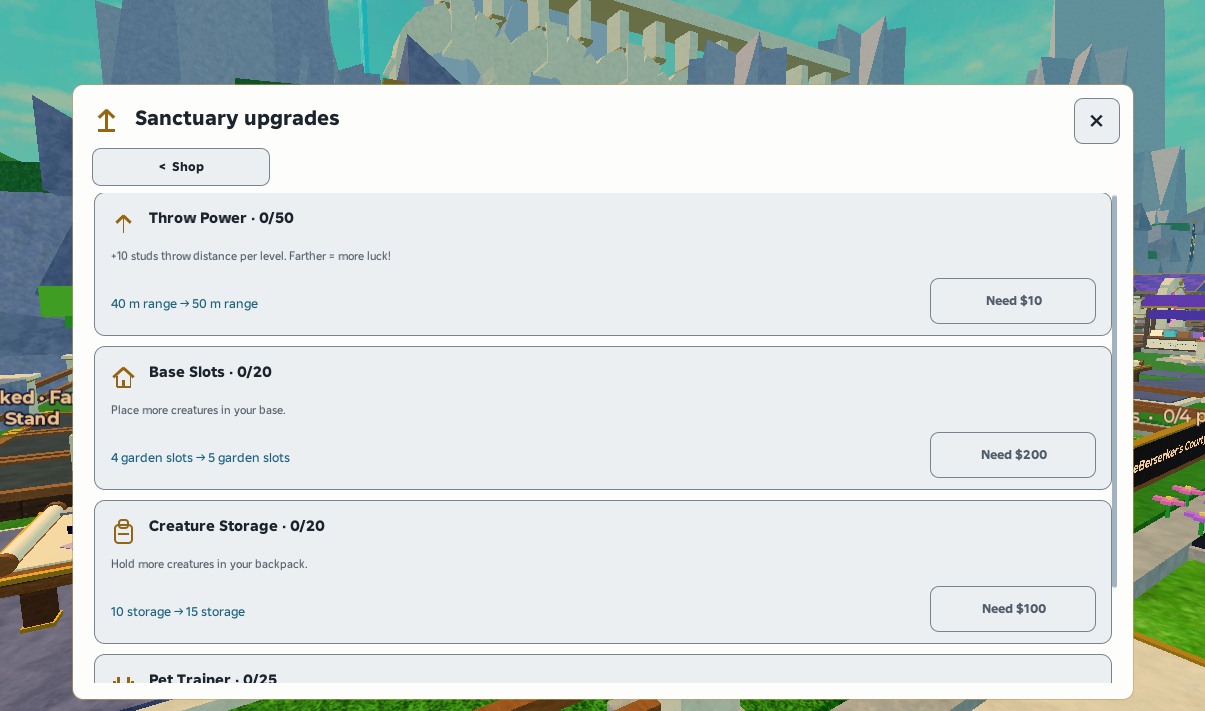 Sanctuary upgrades
×
< Shop
Throw Power · 0/50
+10 studs throw distance per level. Farther = more luck!
40 m range → 50 m range
Need $10
Base Slots · 0/20
Place more creatures in your base.
4 garden slots → 5 garden slots
Need $200
Creature Storage · 0/20
Hold more creatures in your backpack.
10 storage → 15 storage
Need $100
Pet Trainer · 0/25
ked · Fa
Stand
s · 0/4 p
eBerserker's Court